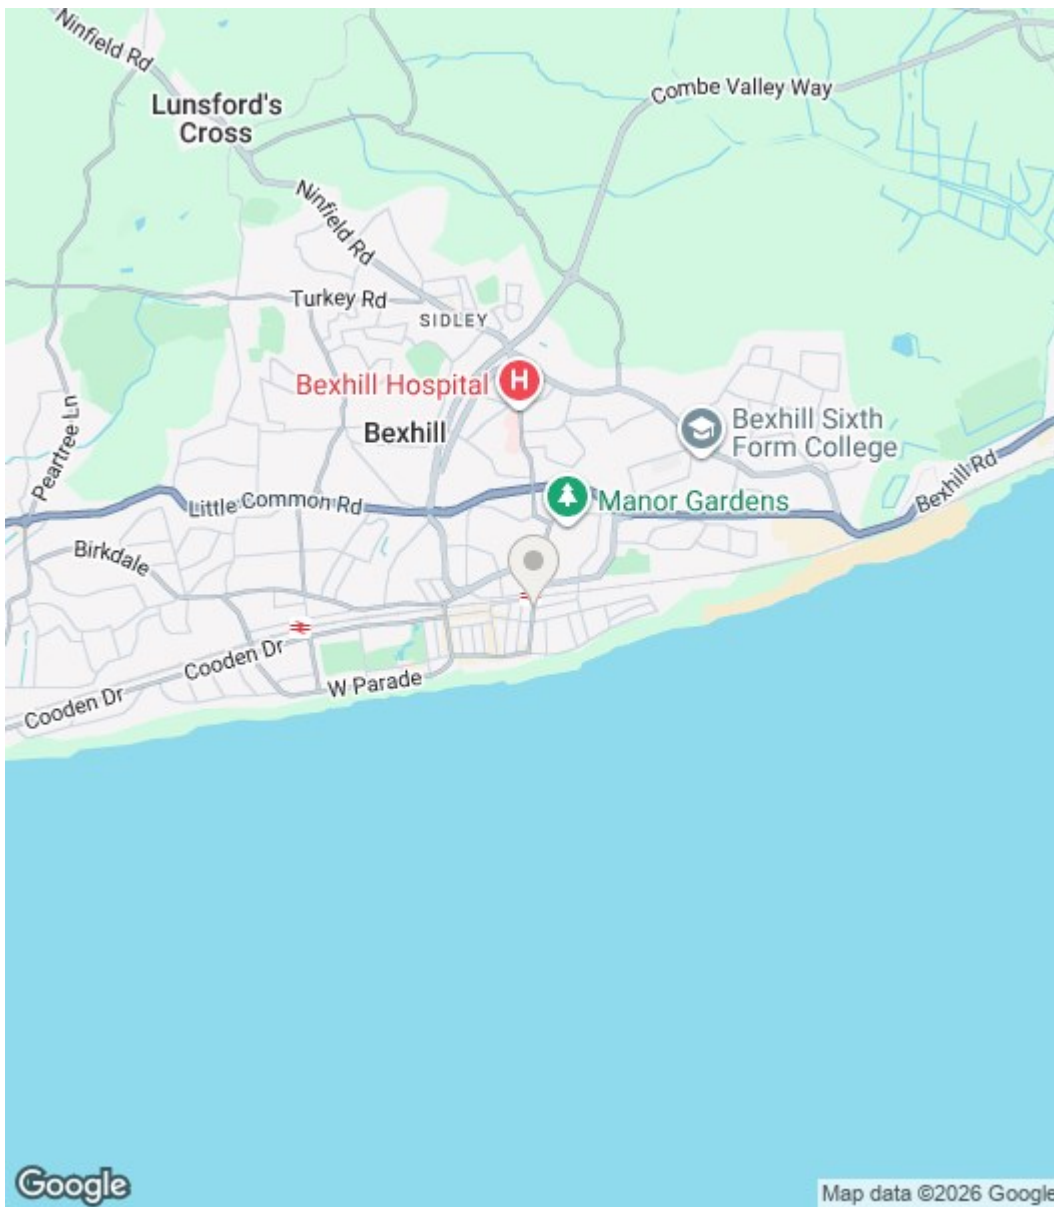 Ninfield Rd
Lunsford's
Cross
Combe Valley Way
Ninfield Rd
Turkey Rd
SIDLEY
Bexhill Hospital
H
Bexhill
Bexhill Sixth
Form College
Peartree Ln
Little Common Rd
Manor Gardens
Bexhill Rd
Birkdale
Cooden Dr
W Parade
Cooden Dr
Google
Map data ©2026 Google